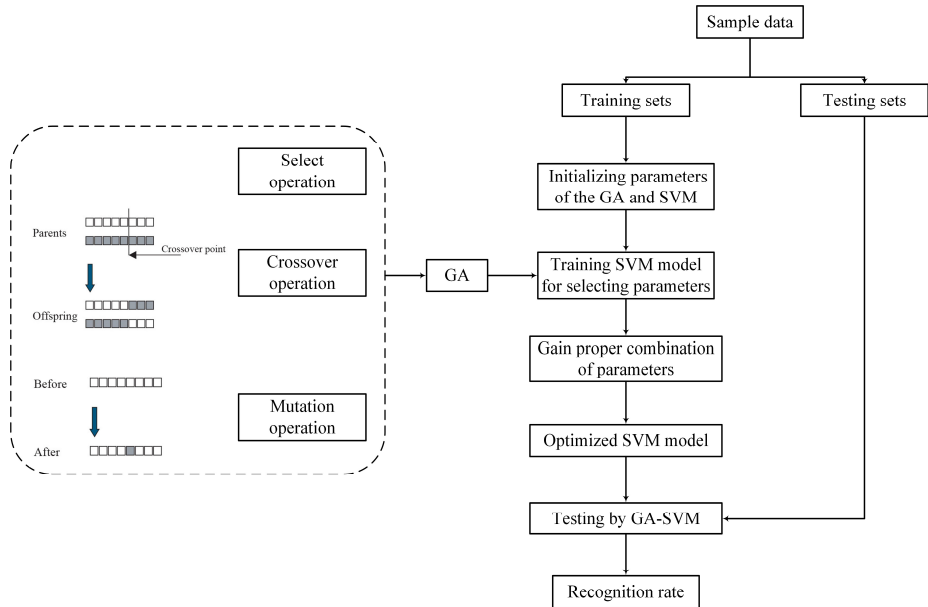 Sample data
Training sets
Testing sets
Select
operation
Initializing parameters
of the GA and SVM
Parents
Crossover point
Crossover
operation
GA
Training SVM model
for selecting parameters
Offspring
Gain proper combination
of parameters
Before
Mutation
operation
After
Optimized SVM model
Testing by GA-SVM
Recognition rate